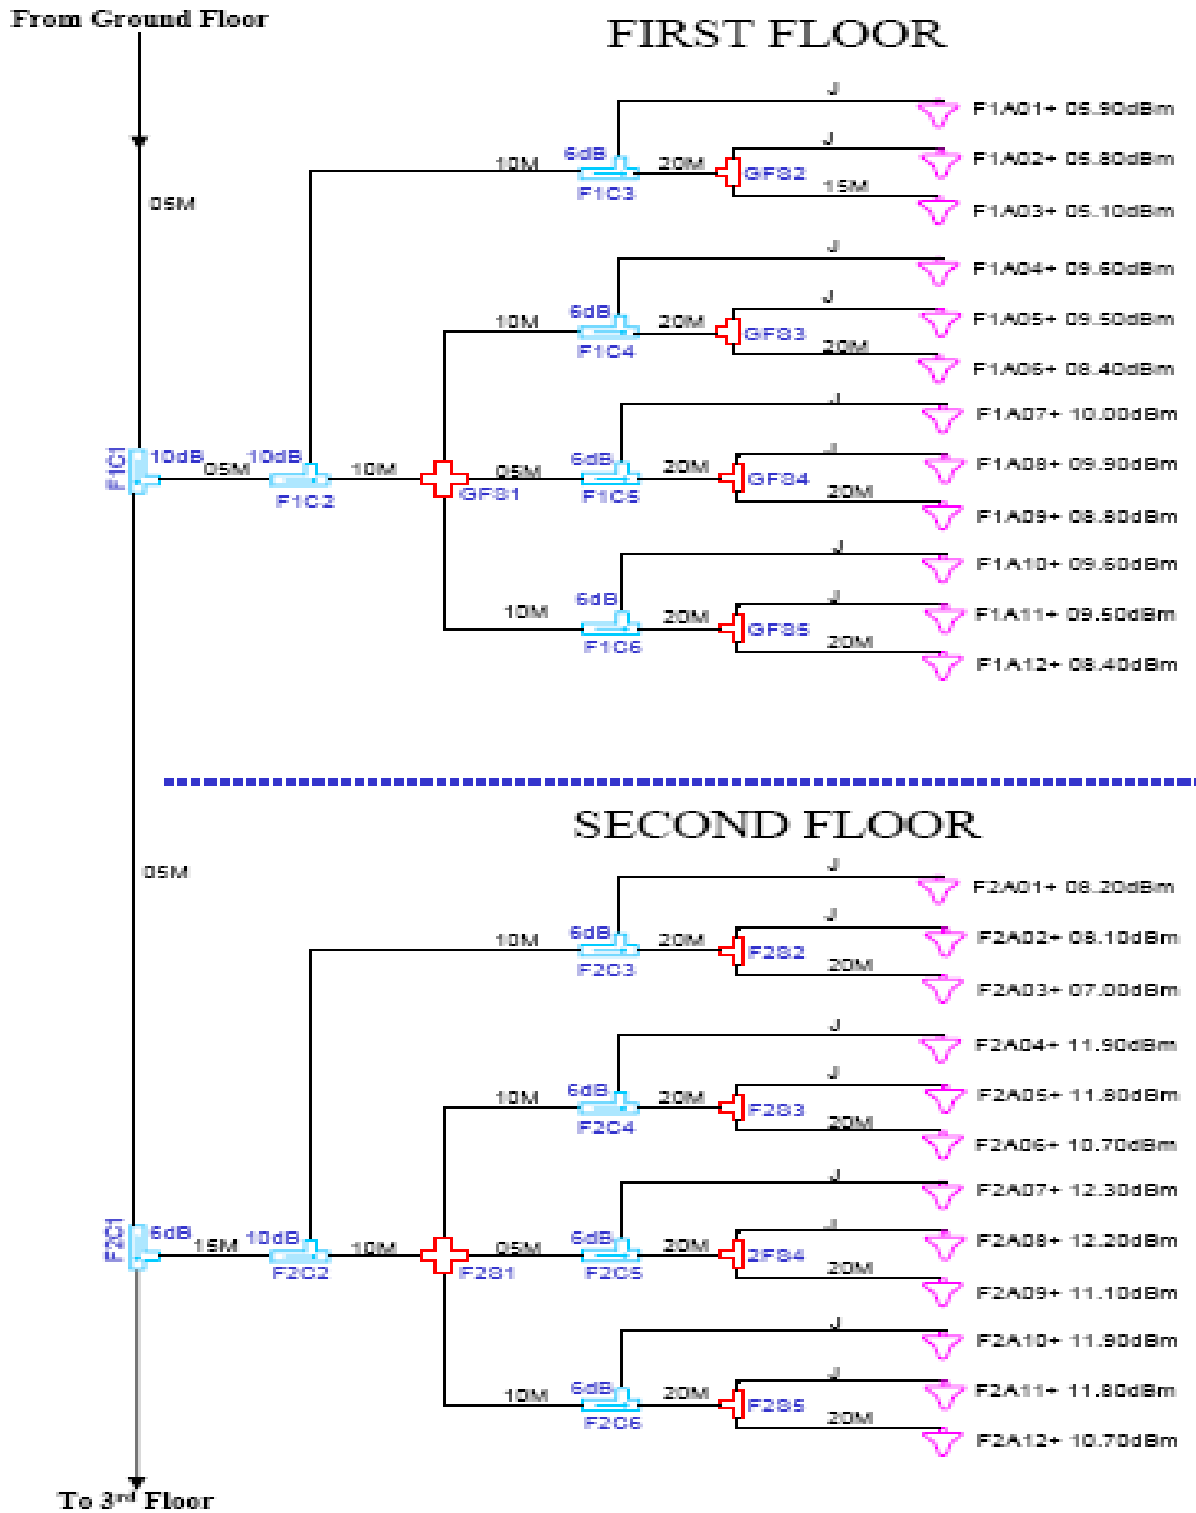 From Ground Floor
FIRST FLOOR
J
F1A01+ 05.90dBm
6dB
10M
20M
J
F1A02+ 05.80dBm
GFS2
F1C3
15M
F1A03+ 05.10dBm
05M
J
F1A04+ 09.60dBm
6dB
10M
20M
J
F1A05+ 09.50dBm
GFS3
F1C4
20M
F1A06+ 08.40dBm
J
F1A07+ 10.00dBm
F1C1
10dB
05M
10dB
10M
05M
6dB
20M
J
F1A08+ 09.90dBm
F1C2
GFS1
F1C5
GFS4
20M
F1A09+ 08.80dBm
J
F1A10+ 09.60dBm
6dB
10M
20M
J
F1A11+ 09.50dBm
GFS5
F1C6
20M
F1A12+ 08.40dBm
SECOND FLOOR
05M
J
F2A01+ 08.20dBm
6dB
10M
20M
J
F2A02+ 08.10dBm
F2S2
F2C3
20M
F2A03+ 07.00dBm
J
F2A04+ 11.90dBm
6dB
10M
20M
J
F2A05+ 11.80dBm
F2S3
F2C4
20M
F2A06+ 10.70dBm
J
F2A07+ 12.30dBm
F2C1
6dB
15M
10dB
10M
05M
6dB
20M
J
F2A08+ 12.20dBm
F2C2
F2S1
F2C5
2FS4
20M
F2A09+ 11.10dBm
J
F2A10+ 11.90dBm
6dB
10M
20M
J
F2A11+ 11.80dBm
F2S5
F2C6
20M
F2A12+ 10.70dBm
To 3rd Floor